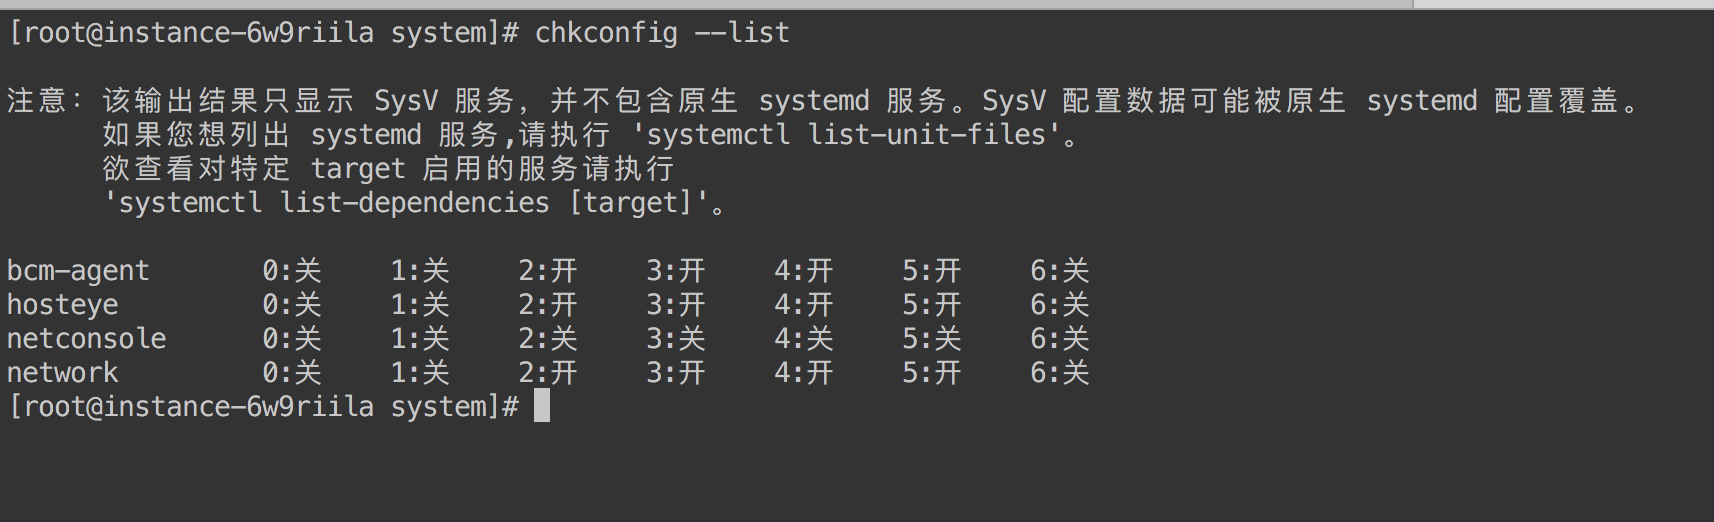 [root@instance-6w9riila system]# chkconfig --list
注意：该输出结果只显示 SysV 服务，并不包含原生 systemd 服务。SysV 配置数据可能被原生 systemd 配置覆盖。
如果您想列出 systemd 服务,请执行 'systemctl list-unit-files'。
欲查看对特定 target 启用的服务请执行
'systemctl list-dependencies [target]'。
bcm-agent 0:关 1:关 2:开 3:开 4:开 5:开 6:关
hosteye 0:关 1:关 2:开 3:开 4:开 5:开 6:关
netconsole 0:关 1:关 2:关 3:关 4:关 5:关 6:关
network 0:关 1:关 2:开 3:开 4:开 5:开 6:关
[root@instance-6w9riila system]#